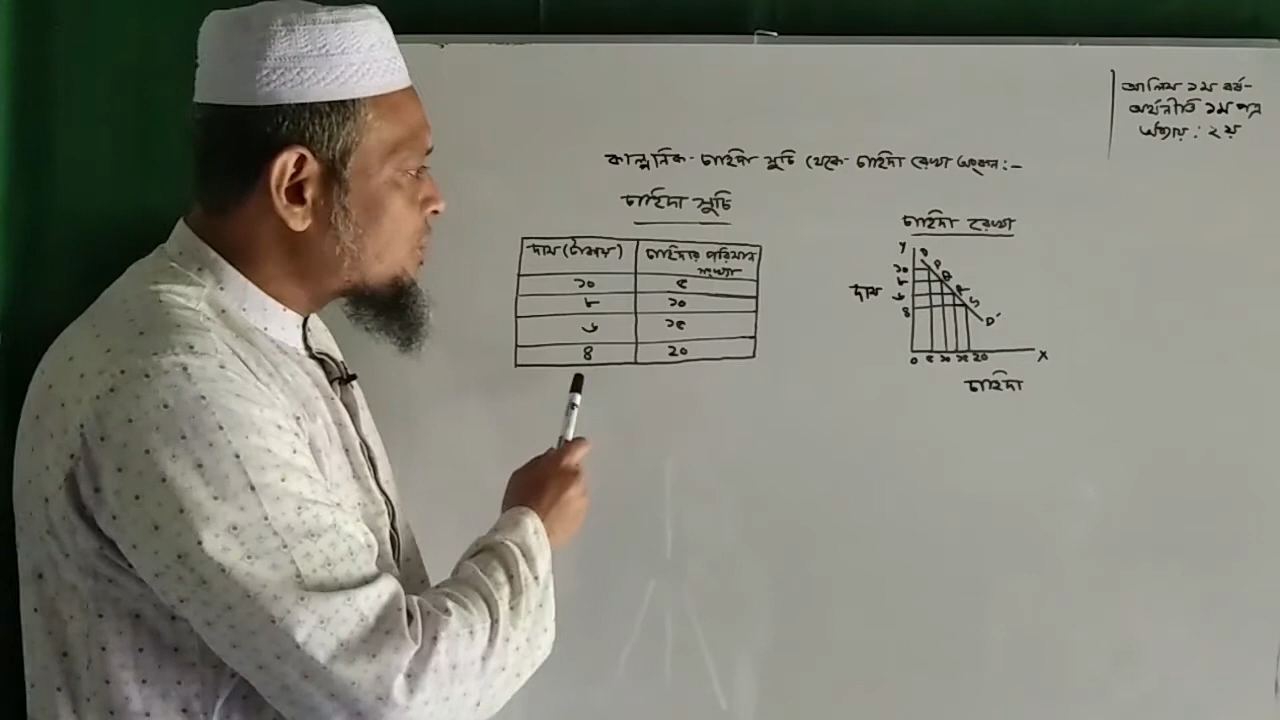 আলিম ১ম বর্ষ-
অর্থনীতি ১ম পত্র
অধ্যায় : ২য়
কাল্পনিক - চাহিদা সূচি থেকে - চাহিদা রেখা অংকন :-
চাহিদা সূচি
দাম (টাকায়) চাহিদার পরিমান সংখ্যা
১০ ৫
৮ ১০
৬ ১৫
৪ ২০
চাহিদা রেখা
Y D
১০ P
৮ Q
দাম ৬ R
৪ S
D'
০ ৫ ১০ ১৫ ২০ X
চাহিদা